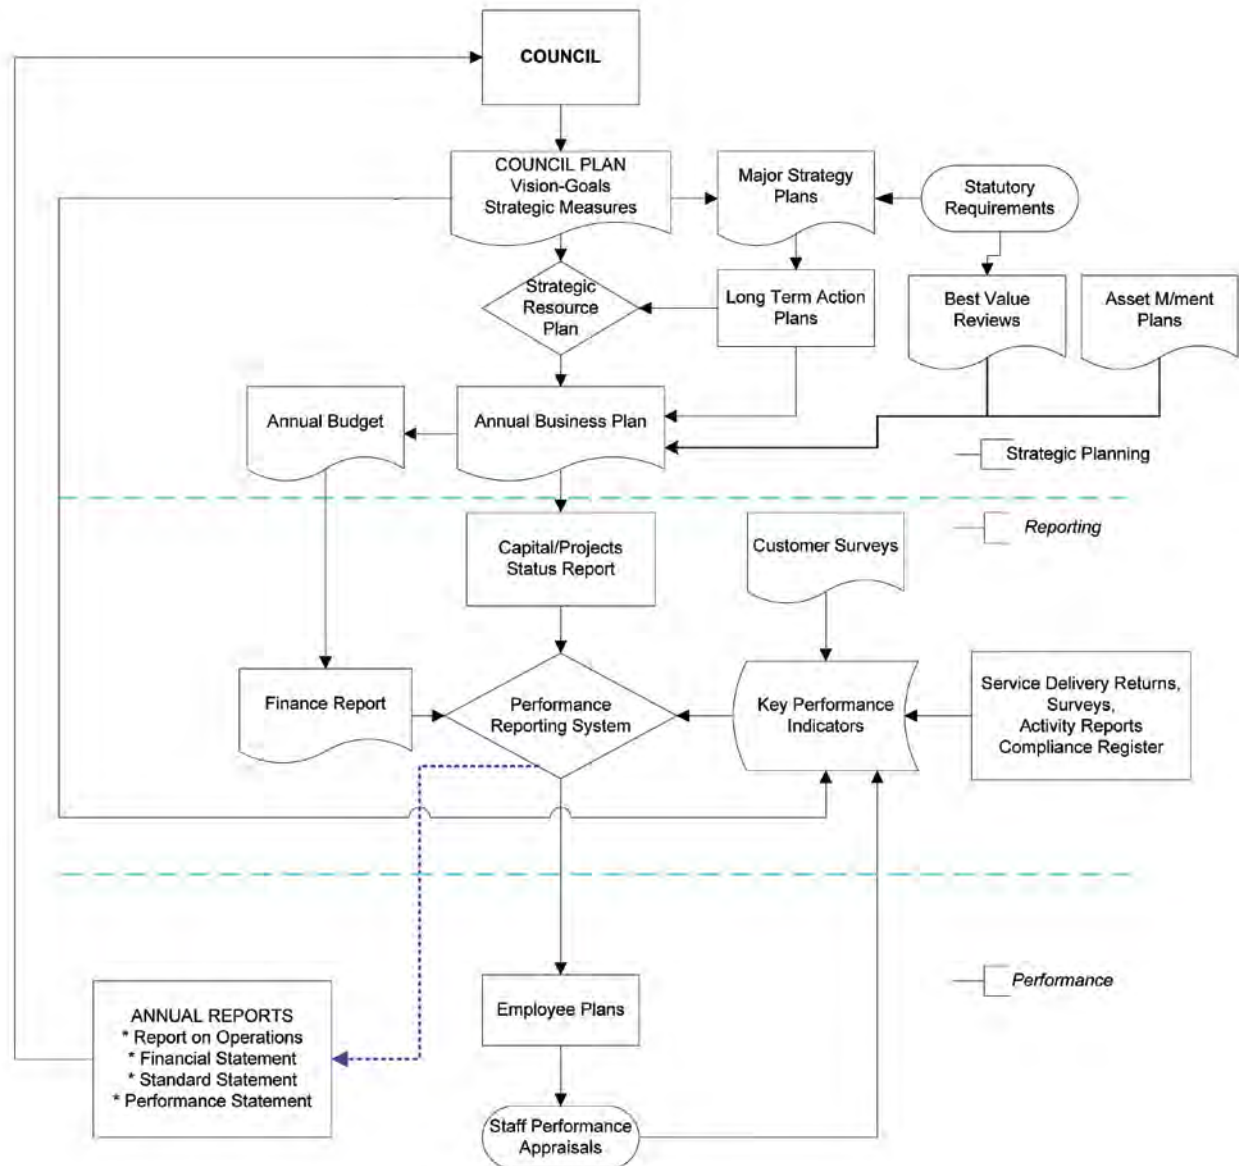 COUNCIL
COUNCIL PLAN
Vision-Goals
Strategic Measures
Major Strategy
Plans
Statutory
Requirements
Strategic
Resource
Plan
Long Term Action
Plans
Best Value
Reviews
Asset M/ment
Plans
Annual Budget
Annual Business Plan
Strategic Planning
Reporting
Capital/Projects
Status Report
Customer Surveys
Finance Report
Performance
Reporting System
Key Performance
Indicators
Service Delivery Returns,
Surveys,
Activity Reports
Compliance Register
Performance
ANNUAL REPORTS
* Report on Operations
* Financial Statement
* Standard Statement
* Performance Statement
Employee Plans
Staff Performance
Appraisals